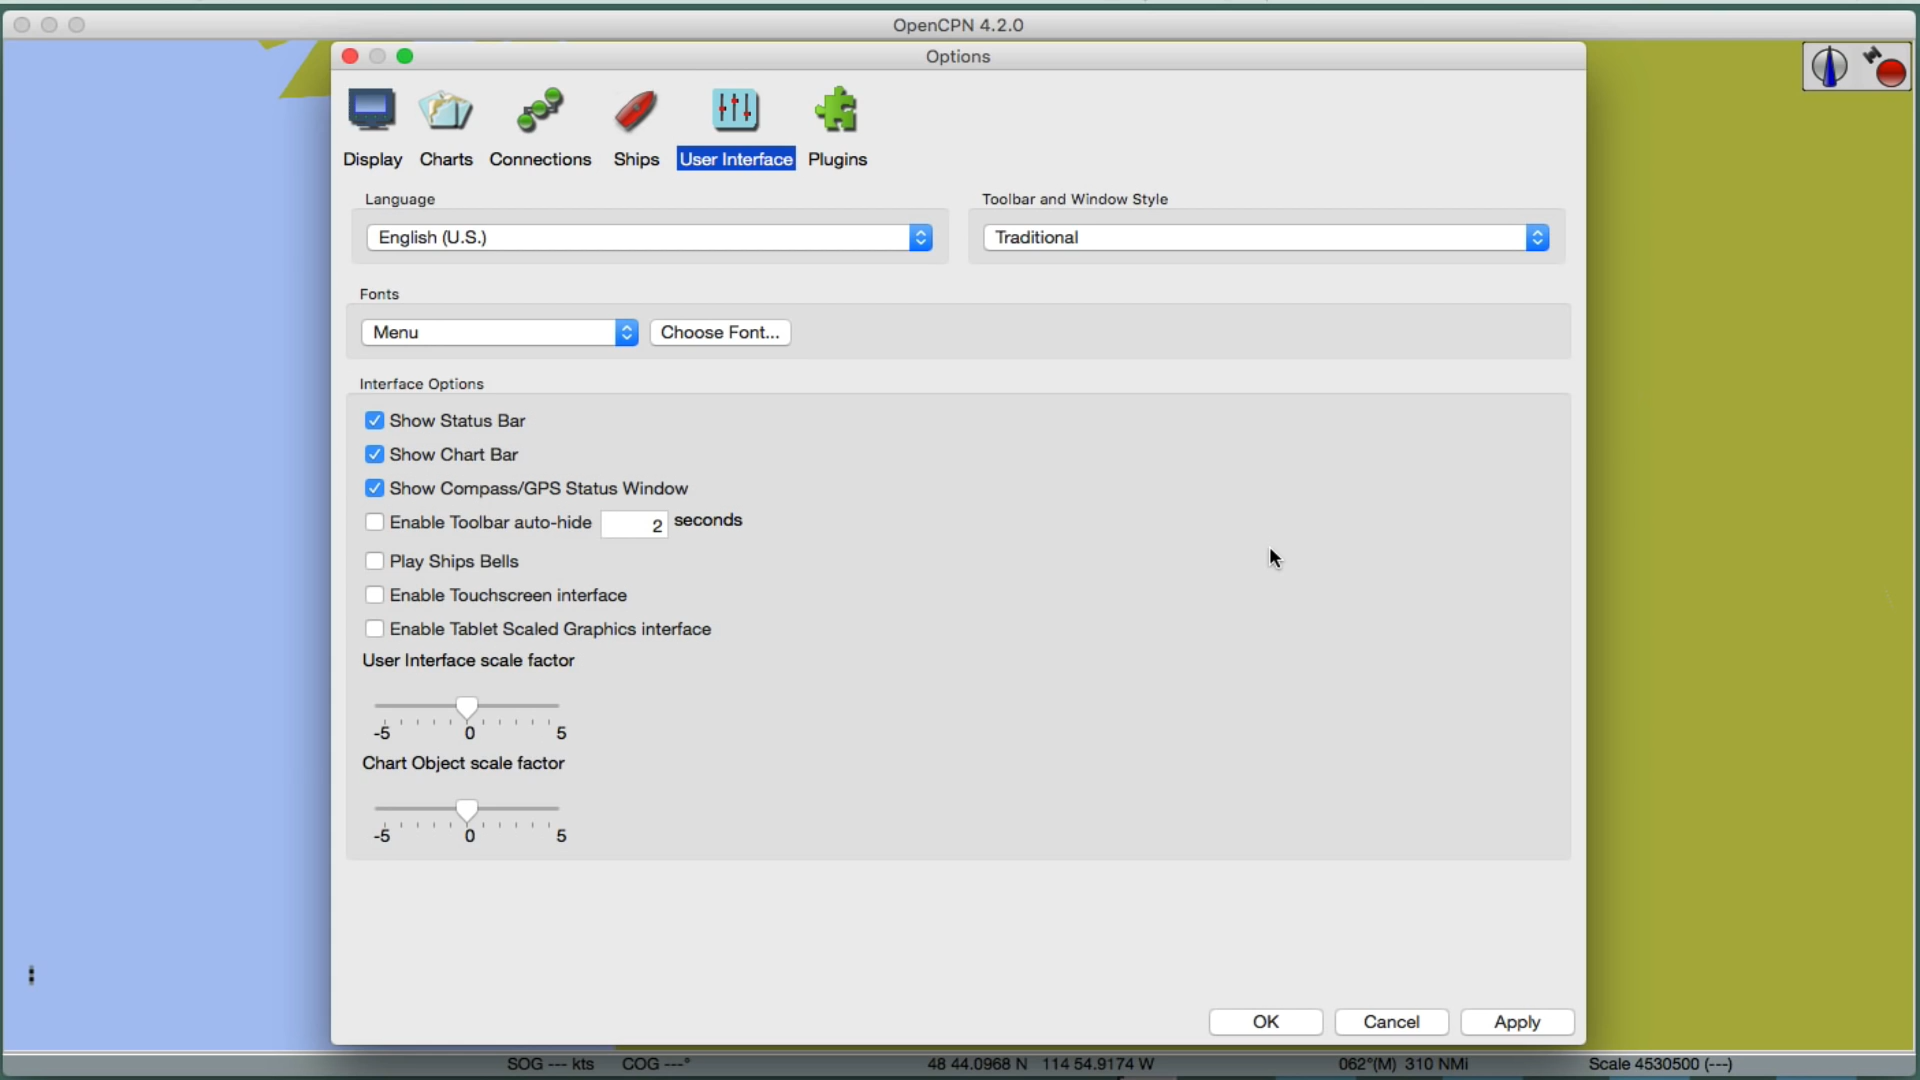 OpenCPN 4.2.0
Options
Display Charts Connections Ships User Interface Plugins
Language
English (U.S.)
Toolbar and Window Style
Traditional
Fonts
Menu
Choose Font...
Interface Options
Show Status Bar
Show Chart Bar
Show Compass/GPS Status Window
Enable Toolbar auto-hide 2 seconds
Play Ships Bells
Enable Touchscreen interface
Enable Tablet Scaled Graphics interface
User Interface scale factor
-5 0 5
Chart Object scale factor
-5 0 5
OK Cancel Apply
SOG --- kts COG ---° 48 44.0968 N 114 54.9174 W 062°(M) 310 NMi Scale 4530500 (---)